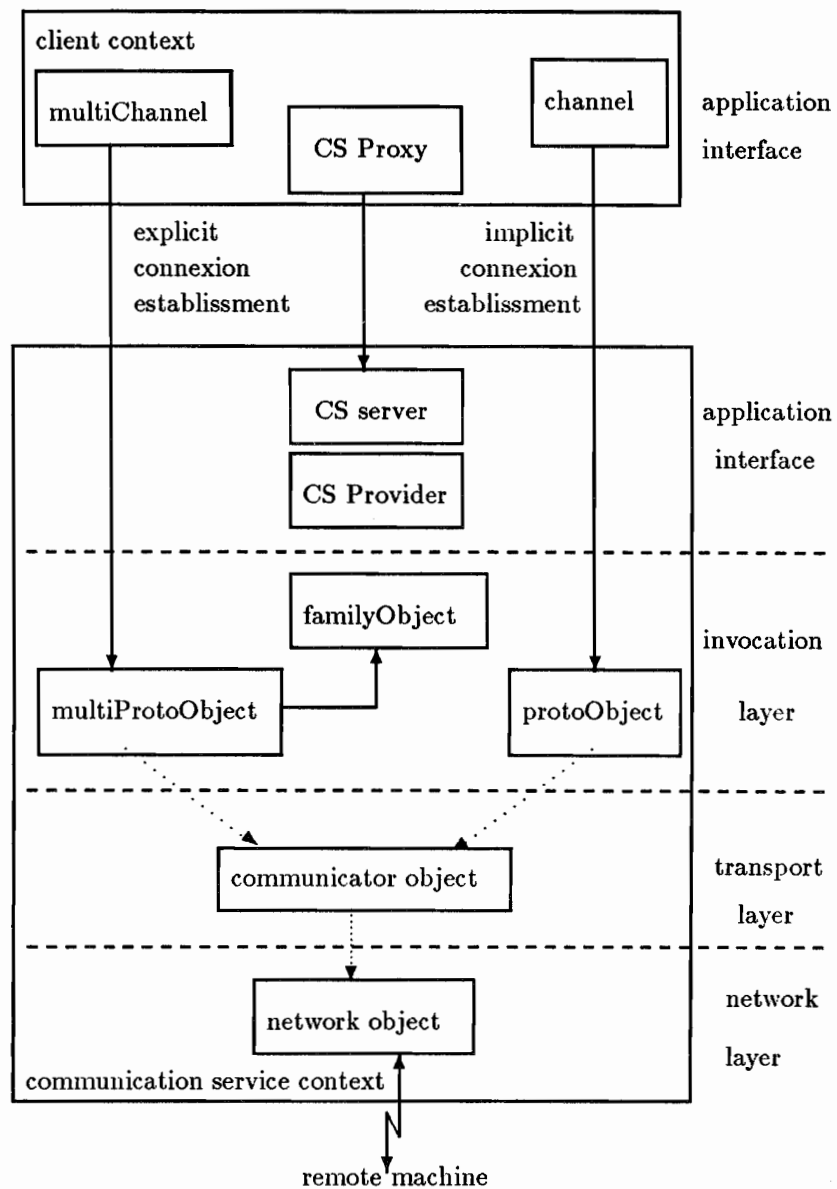 client context
multiChannel
CS Proxy
channel
application
interface
explicit
connexion
establissment
implicit
connexion
establissment
CS server
CS Provider
application
interface
familyObject
multiProtoObject
protoObject
invocation
layer
communicator object
transport
layer
network object
network
layer
communication service context
remote machine